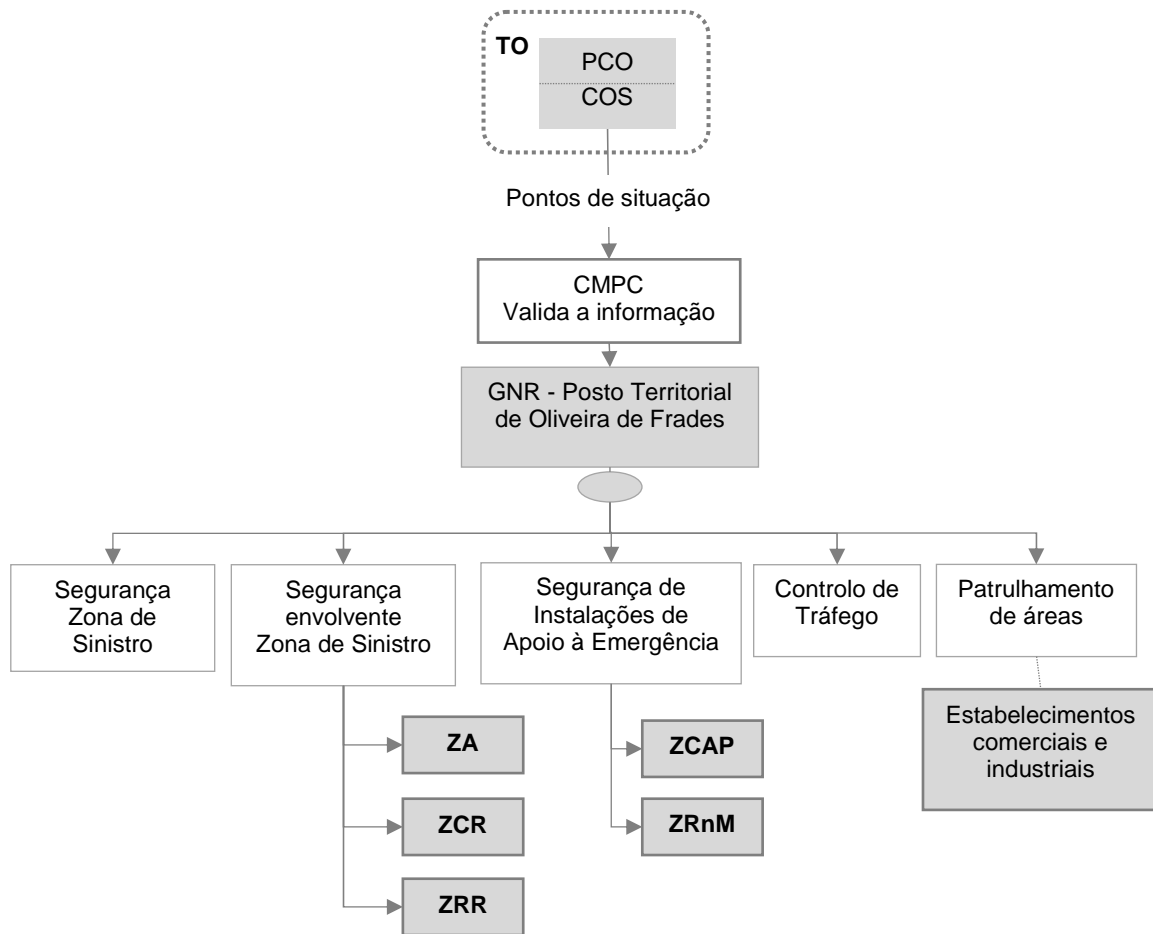 TO
PCO
COS
Pontos de situação
CMPC
Valida a informação
GNR - Posto Territorial
de Oliveira de Frades
Segurança
Zona de
Sinistro
Segurança
envolvente
Zona de Sinistro
Segurança de
Instalações de
Apoio à Emergência
Controlo de
Tráfego
Patrulhamento
de áreas
ZA
ZCR
ZRR
ZCAP
ZRnM
Estabelecimentos
comerciais e
industriais